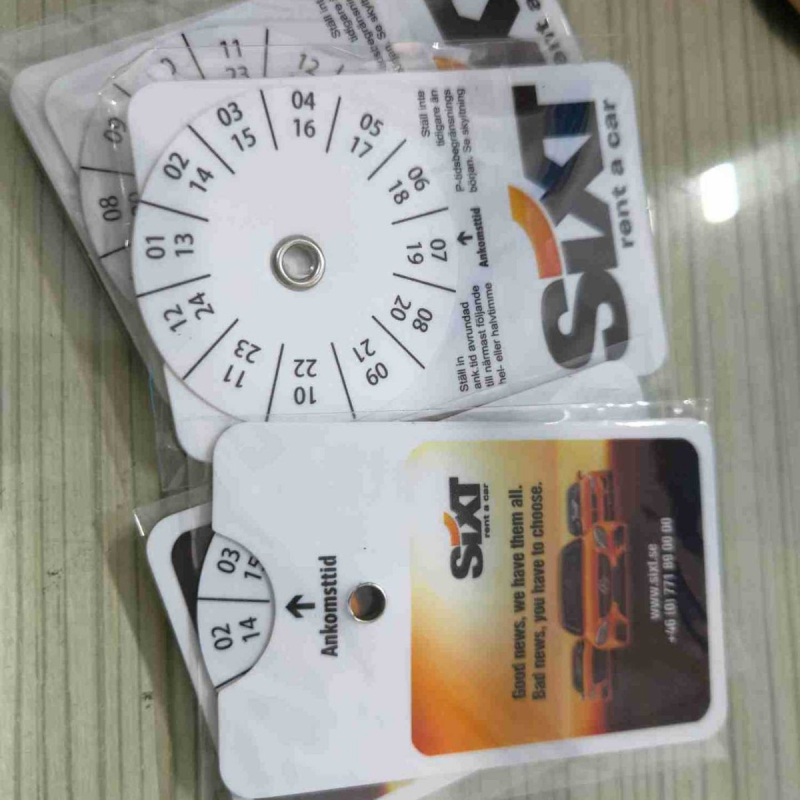 11
23
12
09
08
04
16
05
17
06
18
07
19
08
20
09
21
10
22
11
23
12
24
01
13
02
14
03
15
Ställ inte
tidigare än
P-tidsbegränsnings
början. Se skyltning
Ankomsttid
Ställ in
ank.tid avrundad
till närmast följande
hel- eller halvtimme
SIXT
rent a car
02
14
03
15
Ankomsttid
SIXT
rent a car
Good news, we have them all.
Bad news, you have to choose.
www.sixt.se
+46 (0) 771 89 00 00